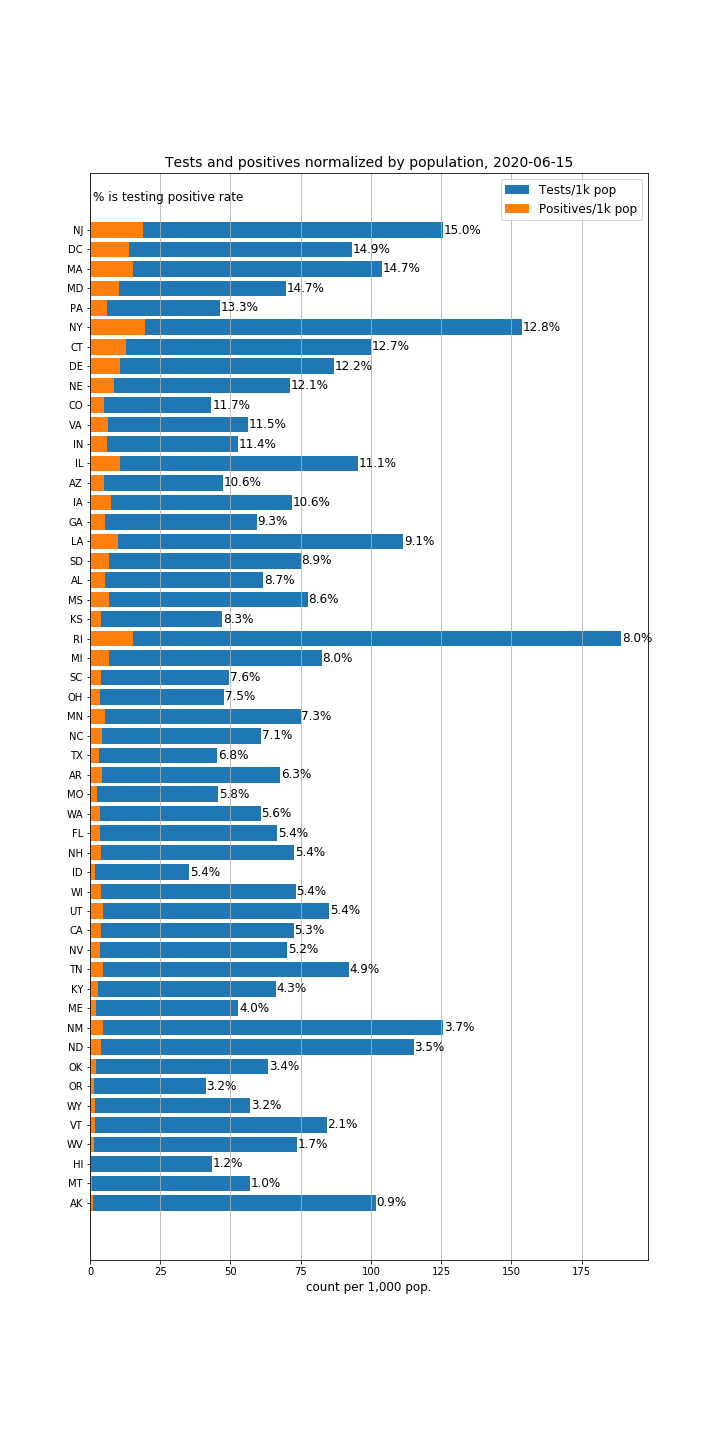 Tests and positives normalized by population, 2020-06-15
% is testing positive rate
Tests/1k pop
Positives/1k pop
NJ 15.0%
DC 14.9%
MA 14.7%
MD 14.7%
PA 13.3%
NY 12.8%
CT 12.7%
DE 12.2%
NE 12.1%
CO 11.7%
VA 11.5%
IN 11.4%
IL 11.1%
AZ 10.6%
IA 10.6%
GA 9.3%
LA 9.1%
SD 8.9%
AL 8.7%
MS 8.6%
KS 8.3%
RI 8.0%
MI 8.0%
SC 7.6%
OH 7.5%
MN 7.3%
NC 7.1%
TX 6.8%
AR 6.3%
MO 5.8%
WA 5.6%
FL 5.4%
NH 5.4%
ID 5.4%
WI 5.4%
UT 5.4%
CA 5.3%
NV 5.2%
TN 4.9%
KY 4.3%
ME 4.0%
NM 3.7%
ND 3.5%
OK 3.4%
OR 3.2%
WY 3.2%
VT 2.1%
WV 1.7%
HI 1.2%
MT 1.0%
AK 0.9%
0 25 50 75 100 125 150 175
count per 1,000 pop.